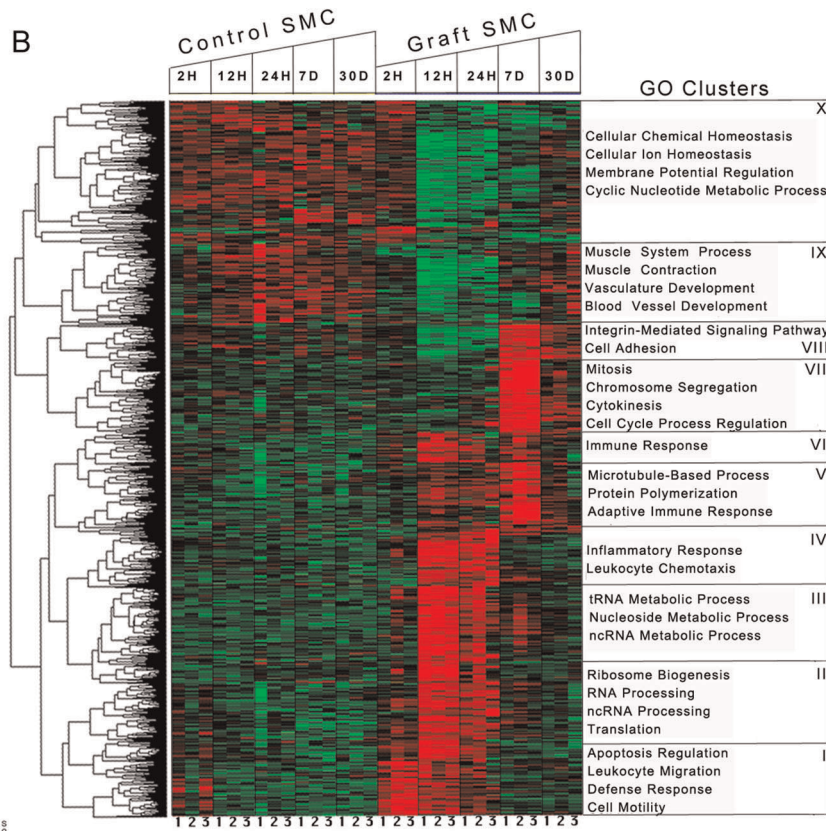 B
Control SMC
Graft SMC
2H 12H 24H 7D 30D 2H 12H 24H 7D 30D
GO Clusters
X
Cellular Chemical Homeostasis
Cellular Ion Homeostasis
Membrane Potential Regulation
Cyclic Nucleotide Metabolic Process
Muscle System Process IX
Muscle Contraction
Vasculature Development
Blood Vessel Development
Integrin-Mediated Signaling Pathway
Cell Adhesion VIII
Mitosis VII
Chromosome Segregation
Cytokinesis
Cell Cycle Process Regulation
Immune Response VI
Microtubule-Based Process V
Protein Polymerization
Adaptive Immune Response
IV
Inflammatory Response
Leukocyte Chemotaxis
tRNA Metabolic Process III
Nucleoside Metabolic Process
ncRNA Metabolic Process
Ribosome Biogenesis II
RNA Processing
ncRNA Processing
Translation
Apoptosis Regulation I
Leukocyte Migration
Defense Response
Cell Motility
1 2 3 1 2 3 1 2 3 1 2 3 1 2 3 1 2 3 1 2 3 1 2 3 1 2 3 1 2 3